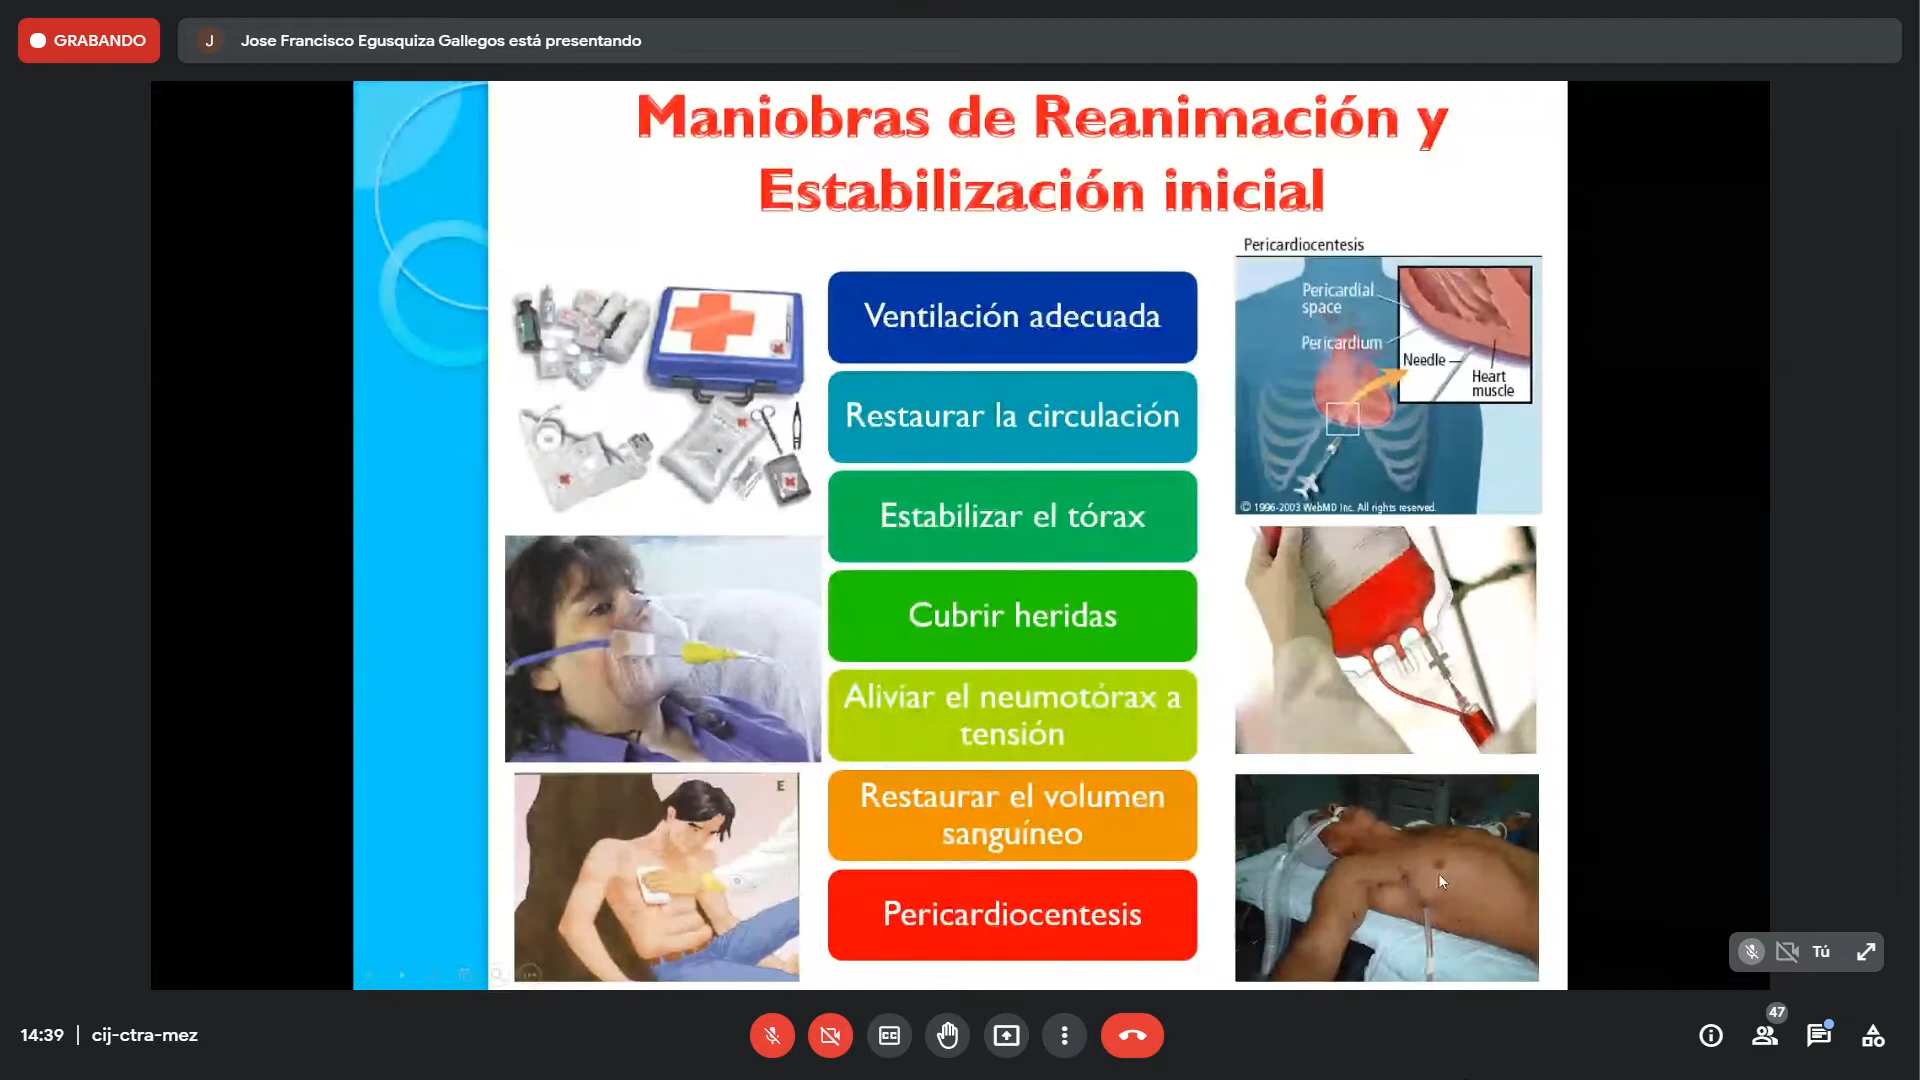 GRABANDO
J
Jose Francisco Egusquiza Gallegos está presentando
Maniobras de Reanimación y
Estabilización inicial
Ventilación adecuada
Restaurar la circulación
Estabilizar el tórax
Cubrir heridas
Aliviar el neumotórax a
tensión
Restaurar el volumen
sanguíneo
Pericardiocentesis
E
Pericardiocentesis
Pericardial
space
Pericardium
Needle
Heart
muscle
© 1996-2003 WebMD Inc. All rights reserved.
Tú
14:39
cij-ctra-mez
CC
47